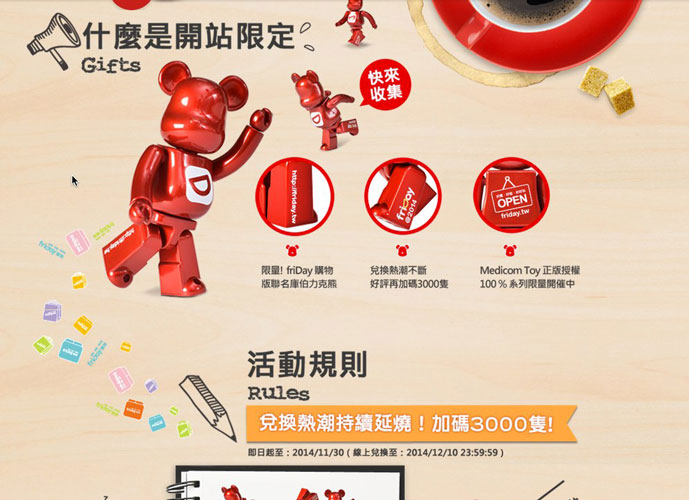 什麼是開站限定
Gifts
快來
收集
D
http://friday.tw
http://friday.tw
friDay
@2014
OPEN
friday.tw
限量! friDay 購物
版聯名庫伯力克熊
兌換熱潮不斷
好評再加碼3000隻
Medicom Toy 正版授權
100 % 系列限量開催中
活動規則
Rules
兌換熱潮持續延燒！加碼3000隻!
即日起至：2014/11/30（線上兌換至：2014/12/10 23:59:59）